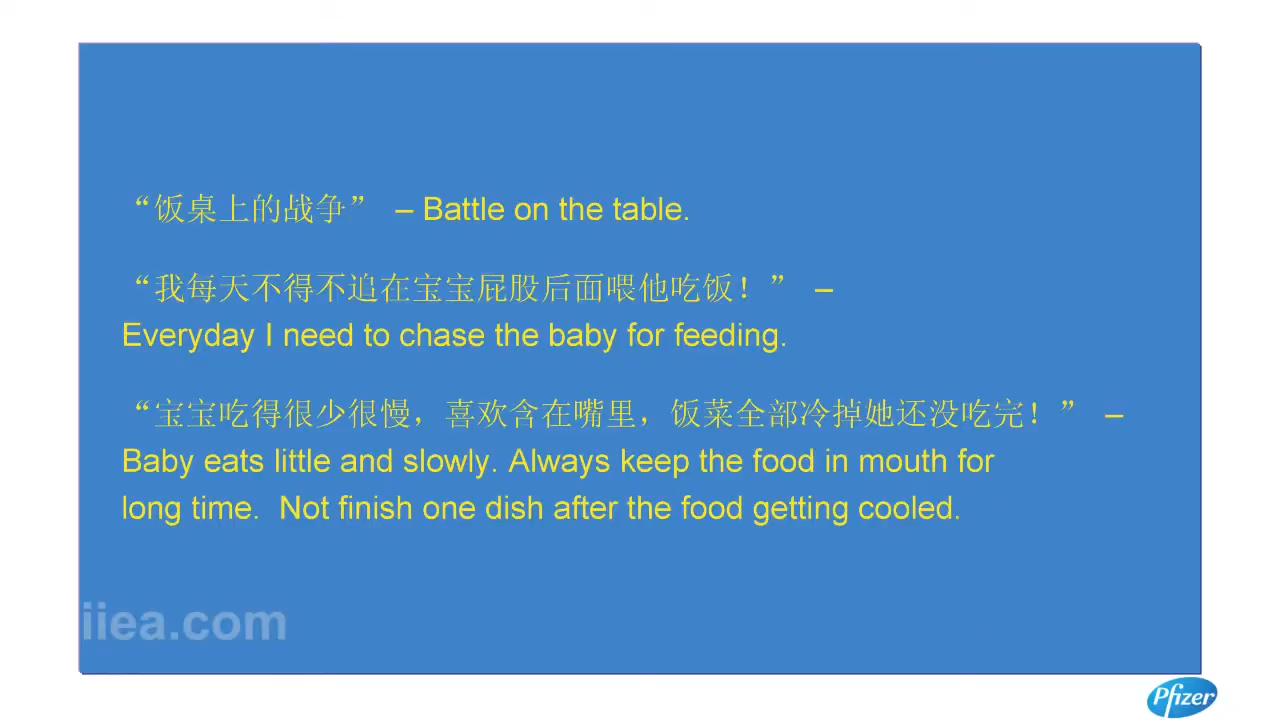 “饭桌上的战争” – Battle on the table.
“我每天不得不追在宝宝屁股后面喂他吃饭！” –
Everyday I need to chase the baby for feeding.
“宝宝吃得很少很慢，喜欢含在嘴里，饭菜全部冷掉她还没吃完！” –
Baby eats little and slowly. Always keep the food in mouth for
long time.  Not finish one dish after the food getting cooled.
iiea.com
Pfizer